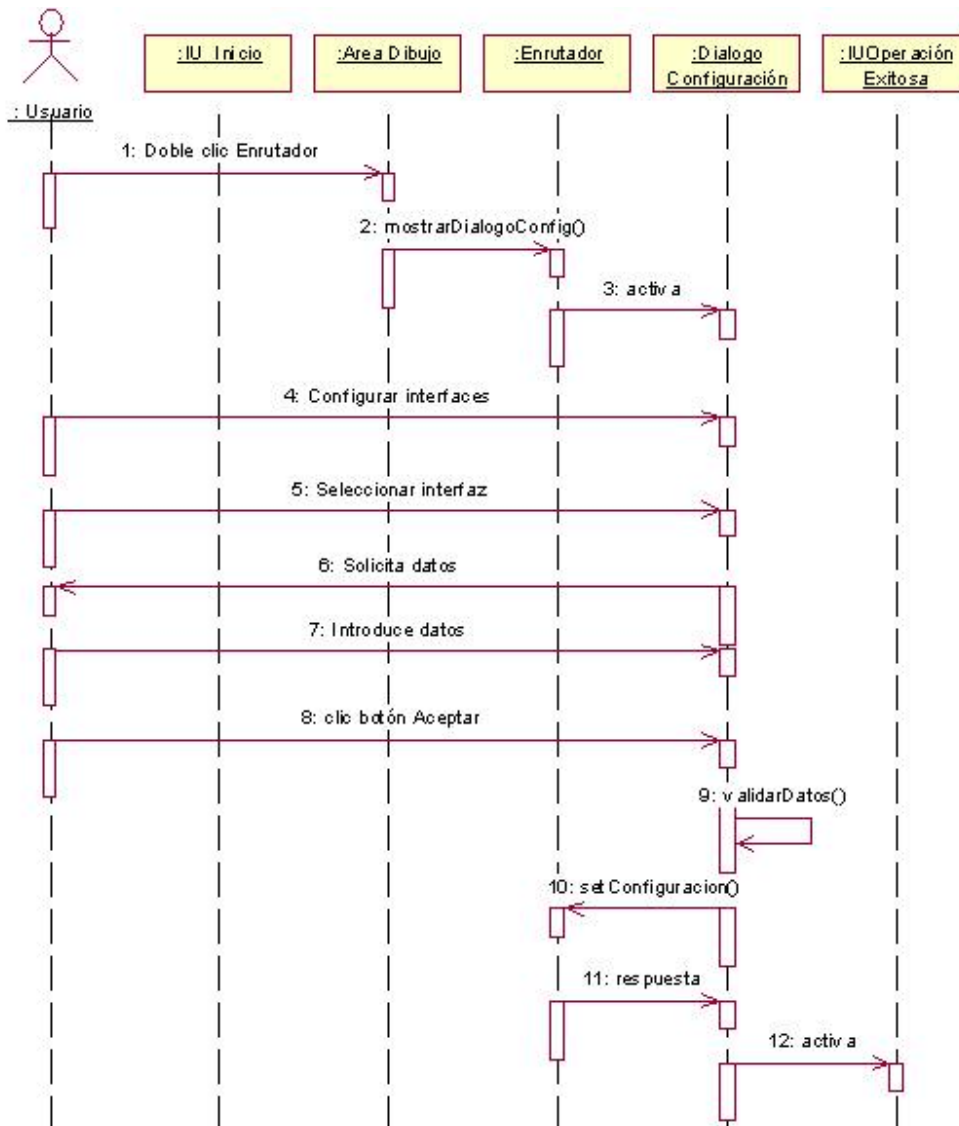 :IU_Inicio
:Area Dibujo
:Enrutador
:Dialogo
Configuración
:IUOperación
Exitosa
: Usuario
1: Doble clic Enrutador
2: mostrarDialogoConfig()
3: activa
4: Configurar interfaces
5: Seleccionar interfaz
6: Solicita datos
7: Introduce datos
8: clic botón Aceptar
9: validarDatos()
10: setConfiguracion()
11: respuesta
12: activa